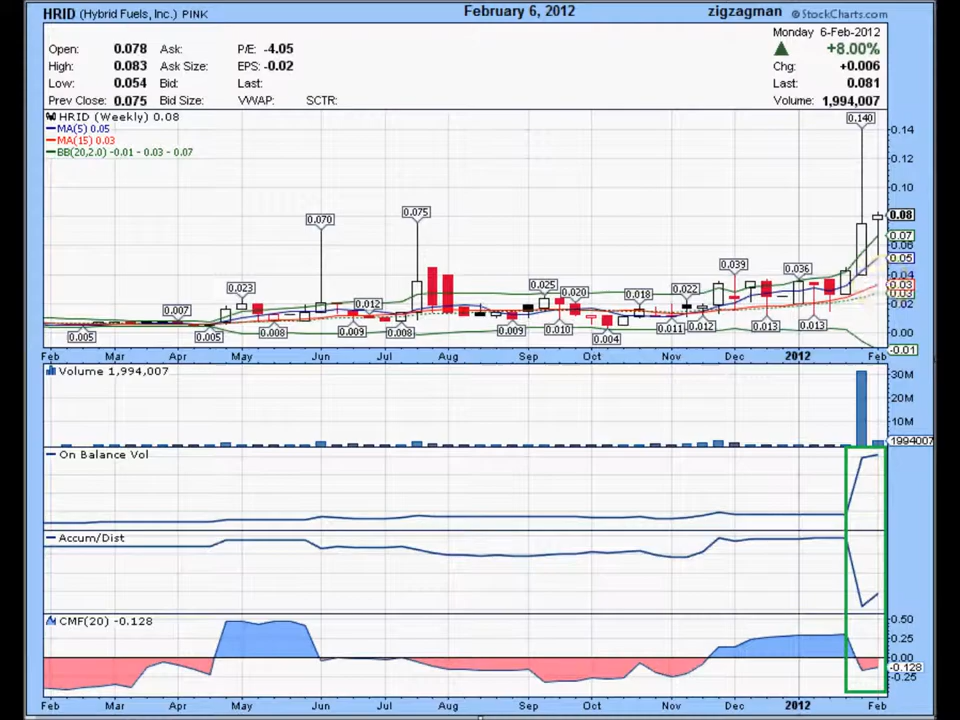 HRID (Hybrid Fuels, Inc.) PINK February 6, 2012 zigzagman © StockCharts.com
Monday 6-Feb-2012
Open: 0.078 Ask: P/E: -4.05 +8.00%
High: 0.083 Ask Size: EPS: -0.02 Chg: +0.006
Low: 0.054 Bid: Last: Last: 0.081
Prev Close: 0.075 Bid Size: VWAP: SCTR: Volume: 1,994,007
HRID (Weekly) 0.08
MA(5) 0.05
MA(15) 0.03
BB(20,2.0) -0.01 - 0.03 - 0.07
0.140
0.14
0.12
0.10
0.08
0.070 0.075
0.07
0.06
0.05
0.039 0.036
0.04
0.023 0.025 0.020 0.018 0.022
0.03
0.007 0.012
0.02
0.005 0.005 0.008 0.009 0.008 0.009 0.010 0.004 0.011 0.012 0.013 0.013
0.00
-0.01
Feb Mar Apr May Jun Jul Aug Sep Oct Nov Dec 2012 Feb
Volume 1,994,007
30M
20M
10M
1994007
On Balance Vol
Accum/Dist
CMF(20) -0.128
0.50
0.25
0.00
-0.128
-0.25
Feb Mar Apr May Jun Jul Aug Sep Oct Nov Dec 2012 Feb